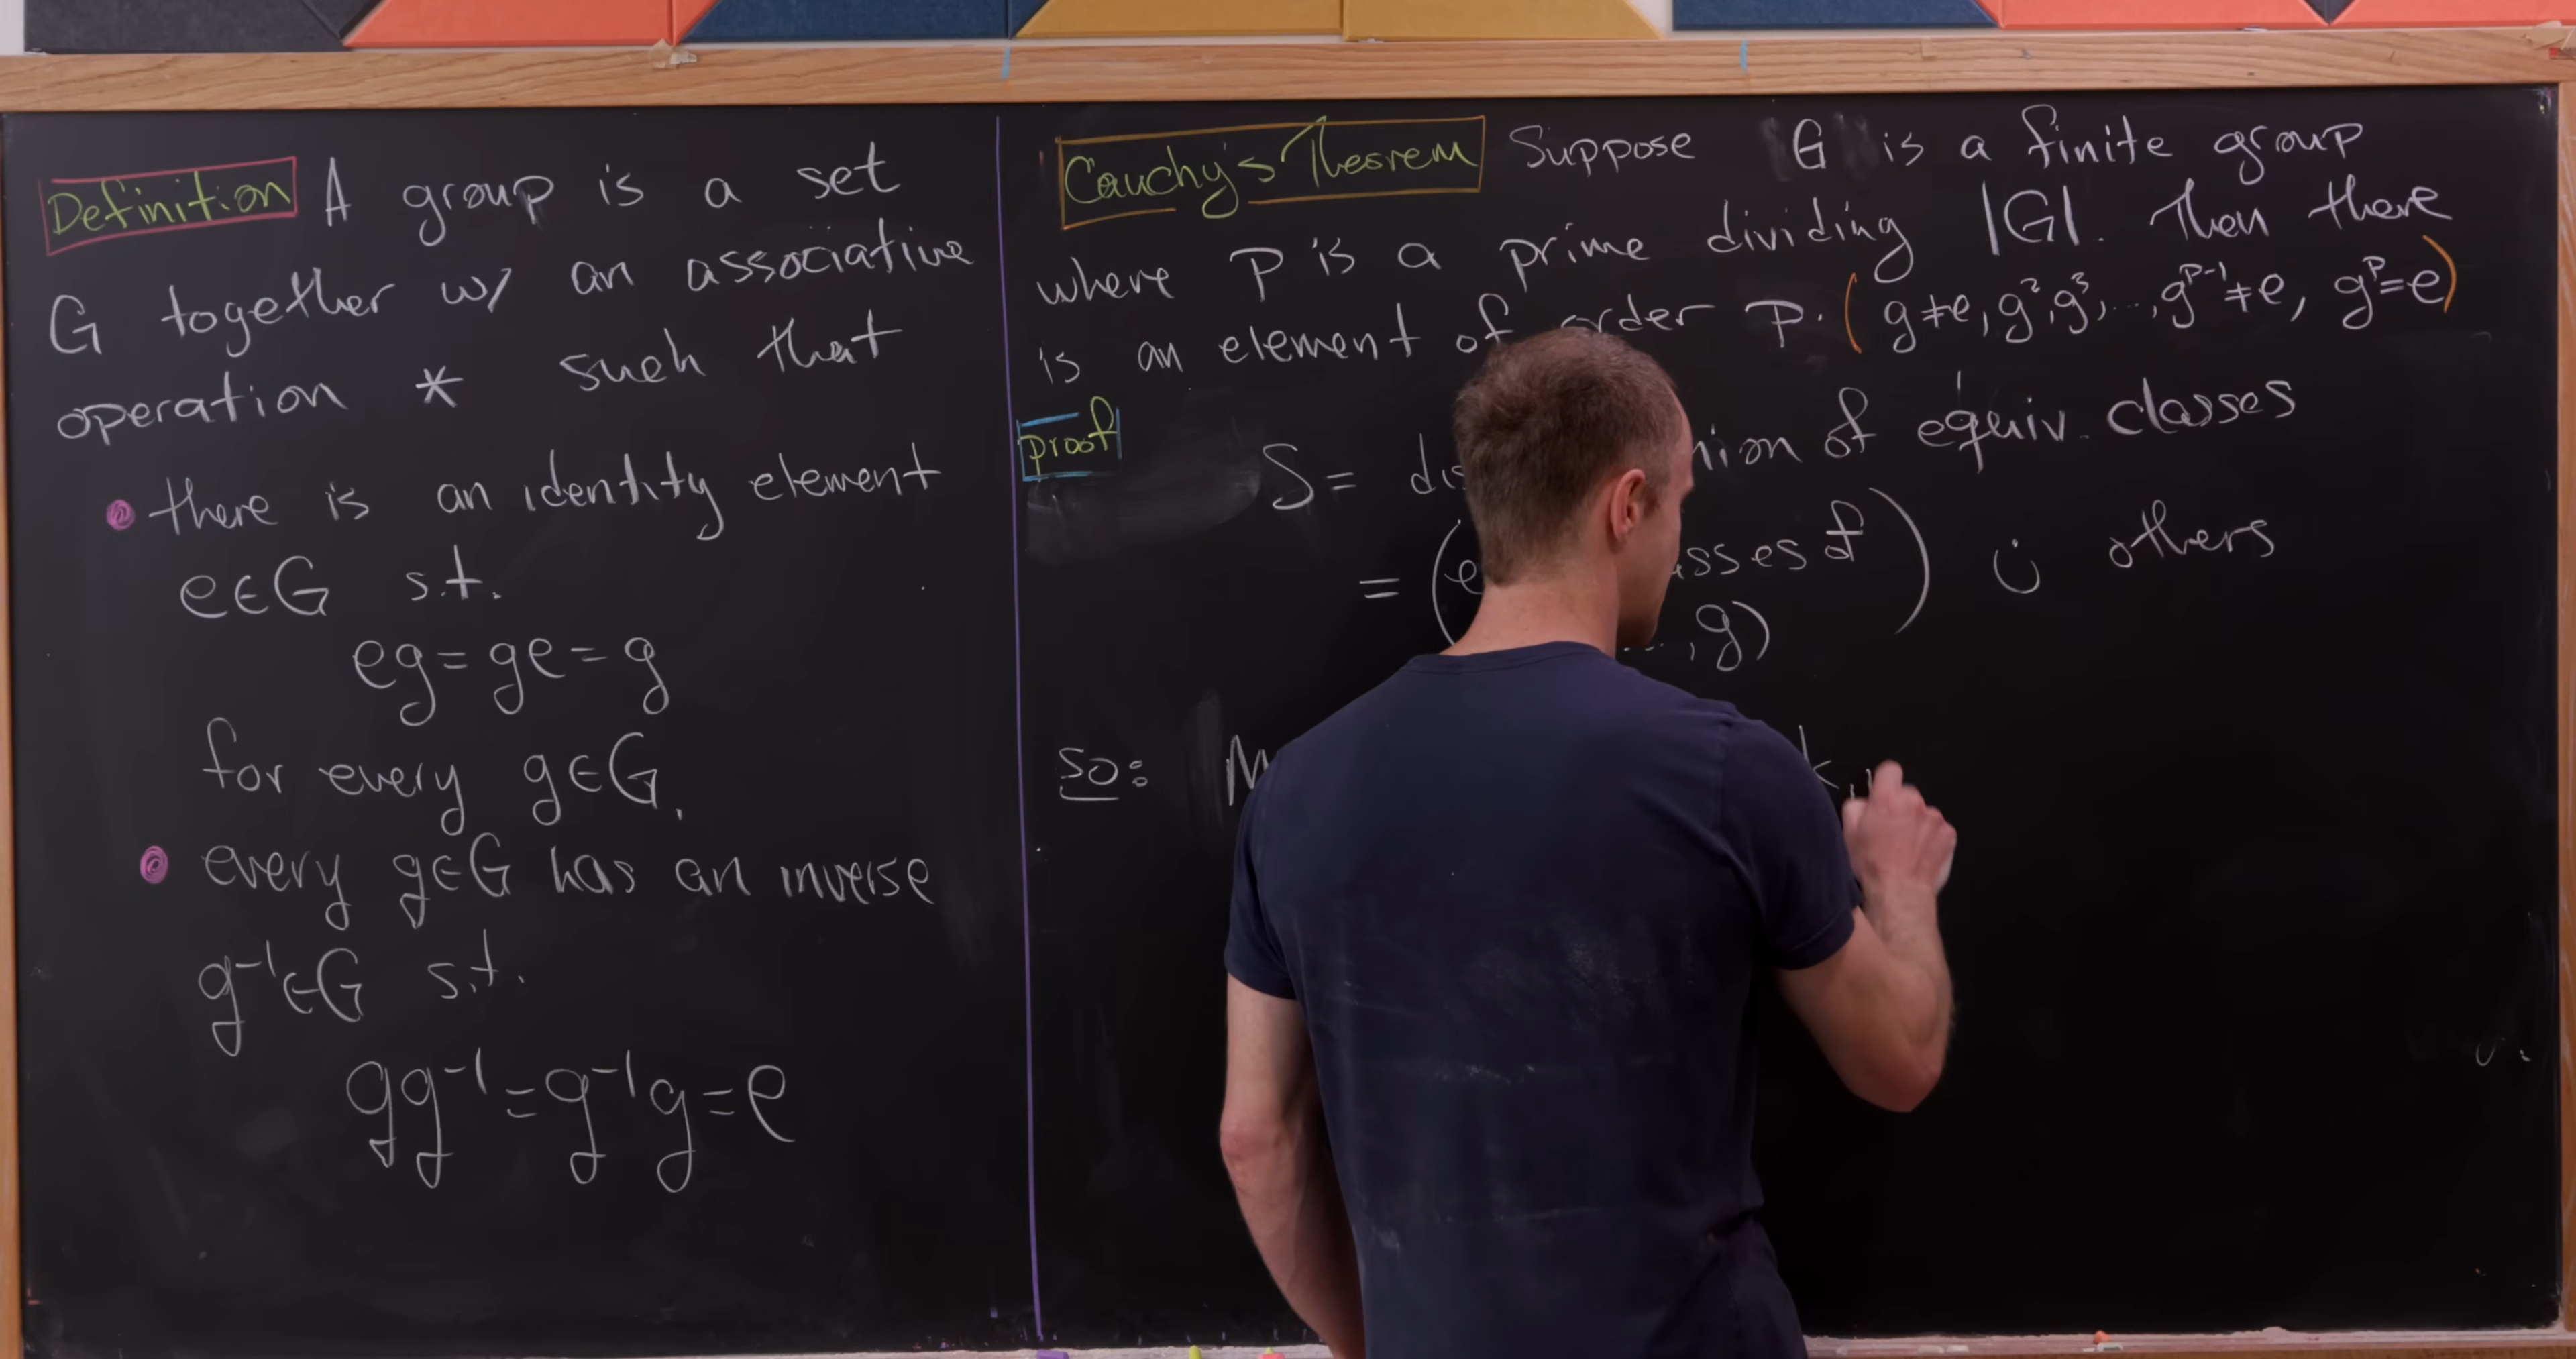 Definition A group is a set
G together w/ an associative
operation * such that
• there is an identity element
e∈G s.t.
eg=ge=g
for every g∈G.
• every g∈G has an inverse
g⁻¹∈G s.t.
gg⁻¹=g⁻¹g=e
Cauchy's Theorem Suppose G is a finite group
where P is a prime dividing |G|. Then there
is an element of order P. (g≠e, g², g³, ..., g^(P-1)≠e, g^P=e)
proof S= of equiv. classes
= ( of ) ∪̇ others
..., g)
so: